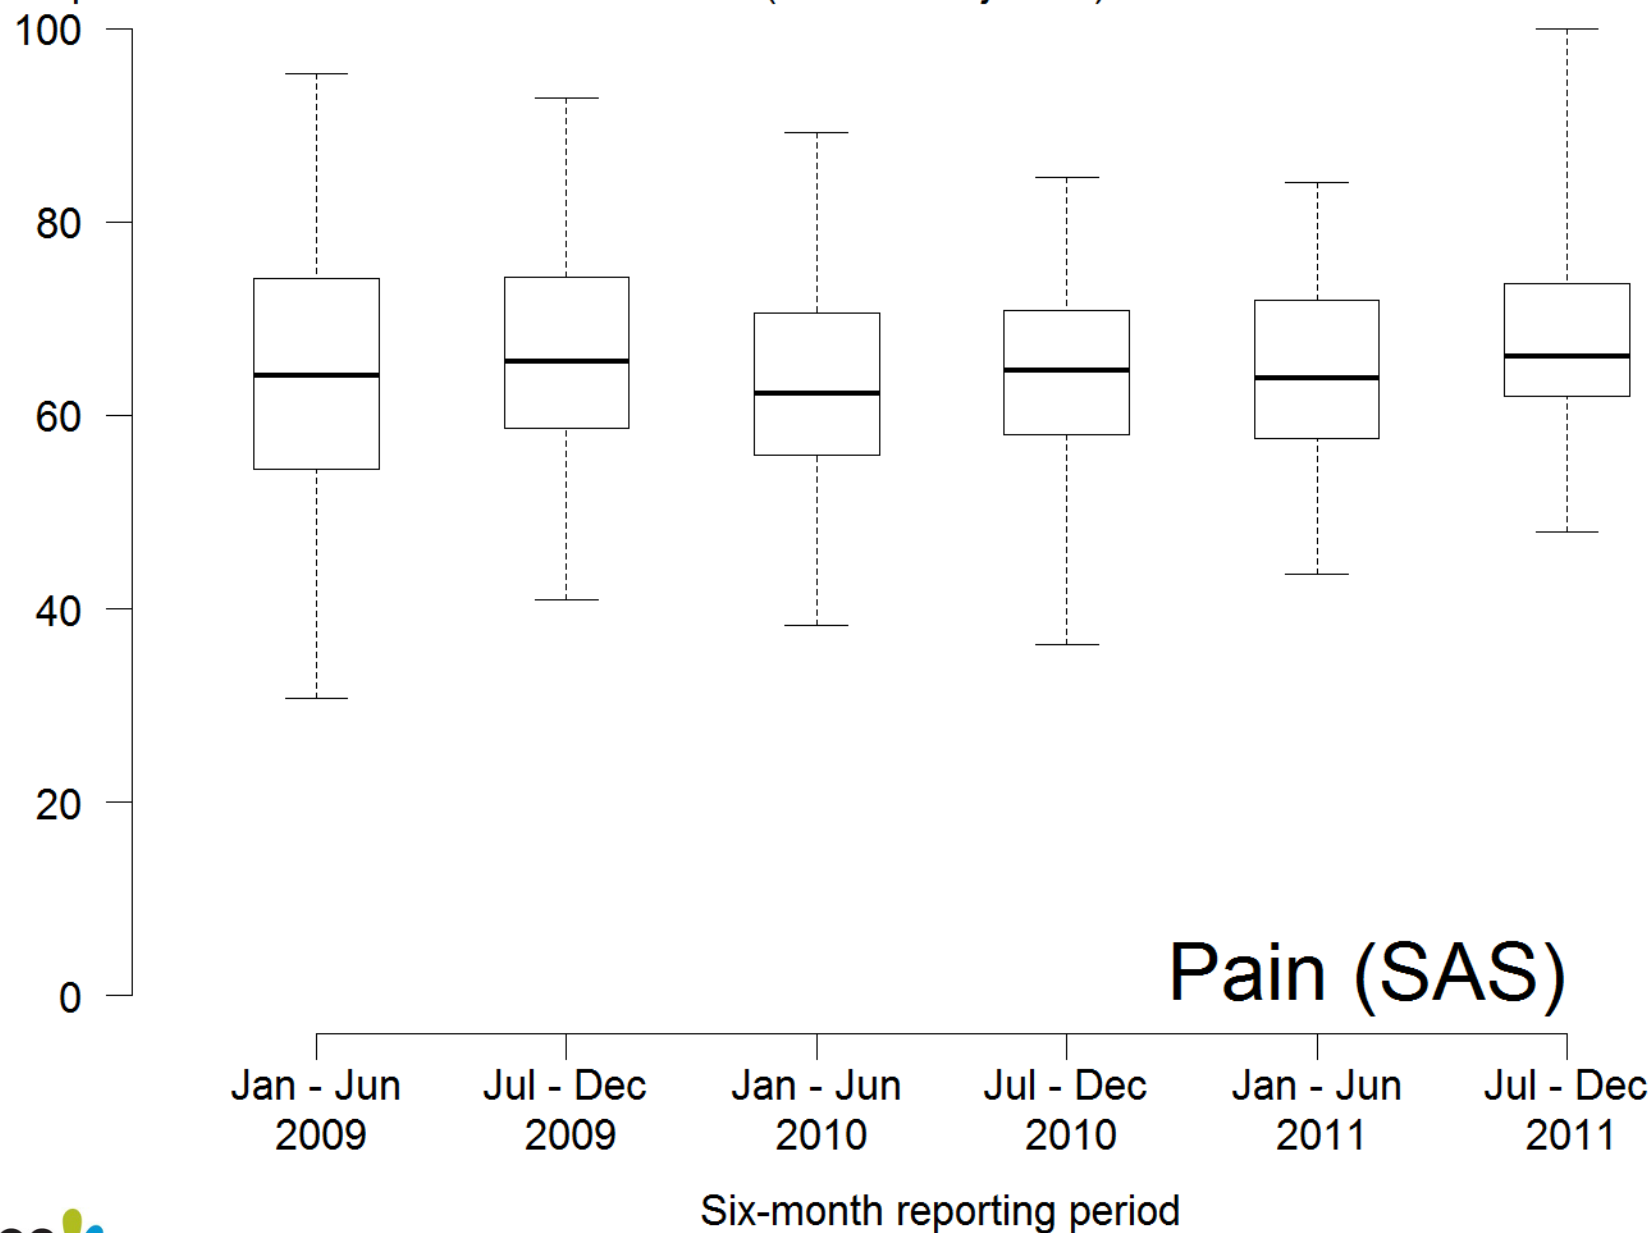 100
80
60
40
20
0
Pain (SAS)
Jan - Jun Jul - Dec Jan - Jun Jul - Dec Jan - Jun Jul - Dec
2009 2009 2010 2010 2011 2011
Six-month reporting period